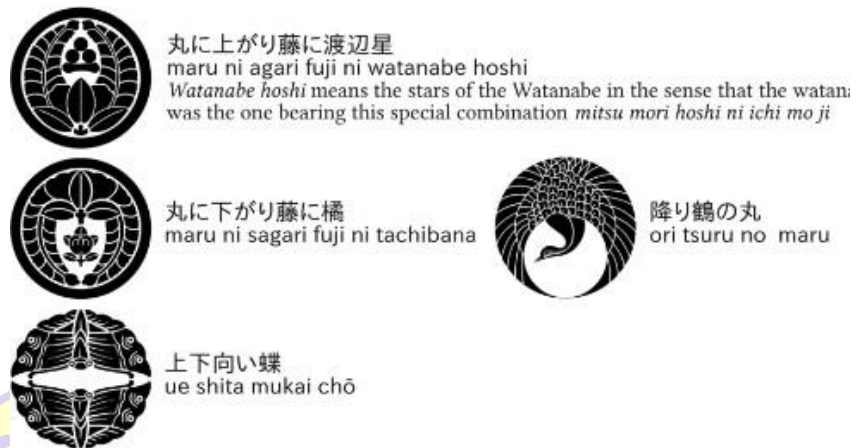 丸に上がり藤に渡辺星
maru ni agari fuji ni watanabe hoshi
Watanabe hoshi means the stars of the Watanabe in the sense that the
was the one bearing this special combination mitsu mori hoshi ni ichi mo ji
丸に下がり藤に橘
maru ni sagari fuji ni tachibana
降り鶴の丸
ori tsuru no maru
上下向い蝶
ue shita mukai chō